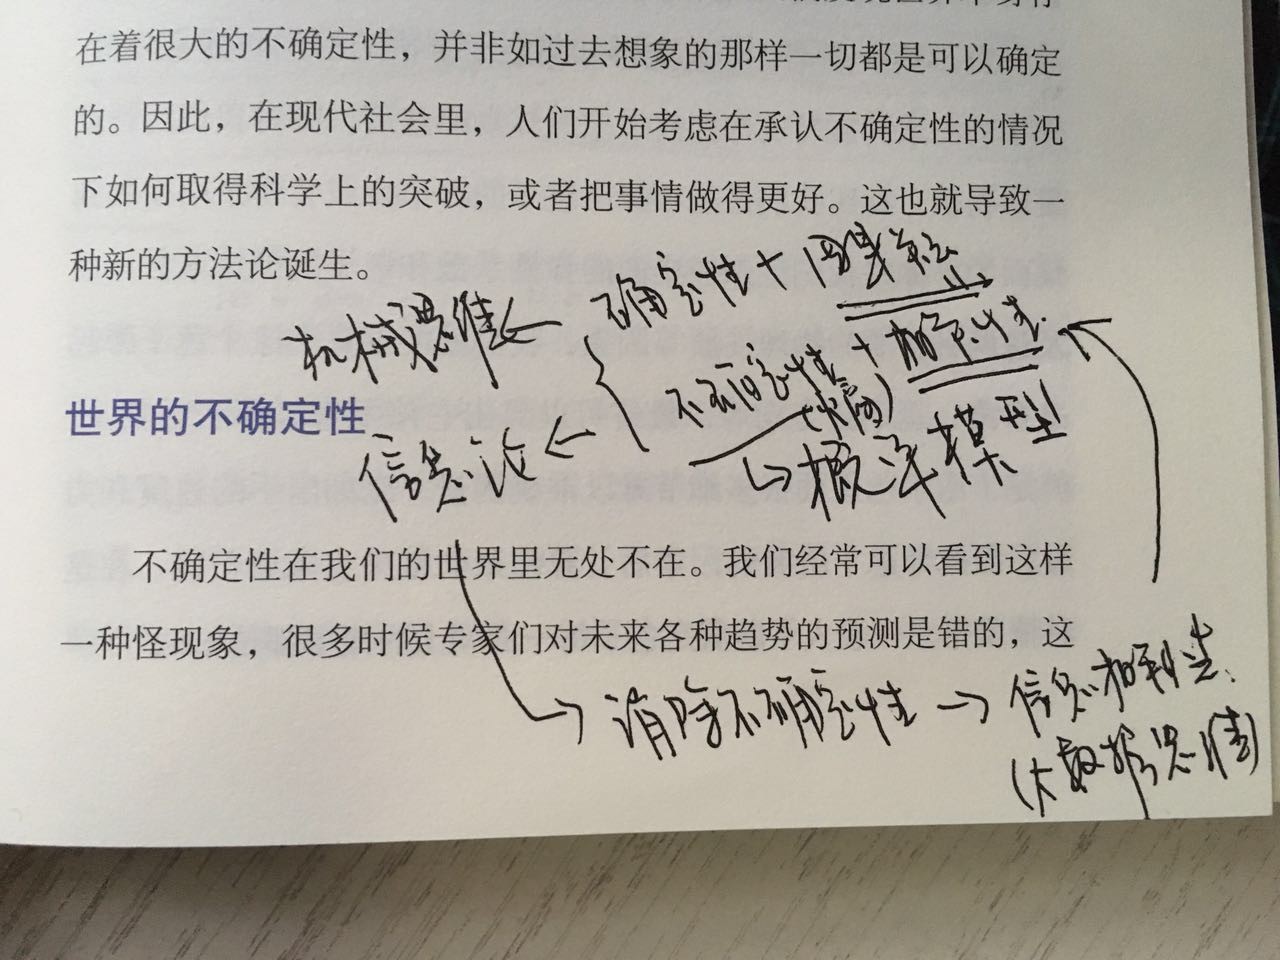 在着很大的不确定性，并非如过去想象的那样一切都是可以确定
的。因此，在现代社会里，人们开始考虑在承认不确定性的情况
下如何取得科学上的突破，或者把事情做得更好。这也就导致一
种新的方法论诞生。
机械思维← 确定性+因果关系
世界的不确定性
不确定性+相关性
(熵)
信息论←
↳概率模型
不确定性在我们的世界里无处不在。我们经常可以看到这样
一种怪现象，很多时候专家们对未来各种趋势的预测是错的，这
→消除不确定性→信息相关性
(大数据思维)